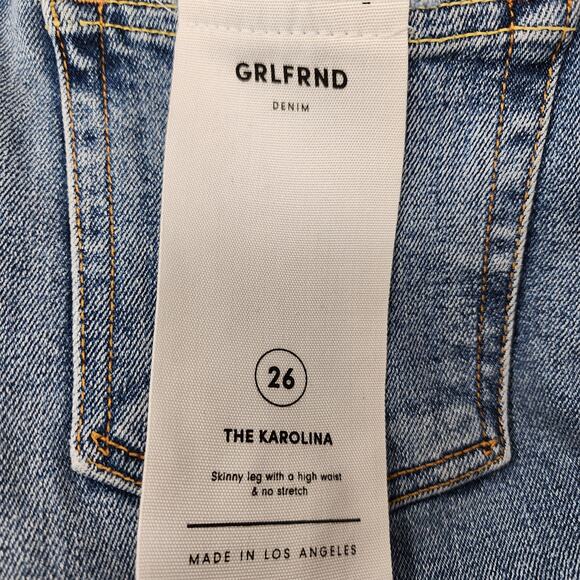 GRLFRND
DENIM
26
THE KAROLINA
Skinny leg with a high waist
& no stretch
MADE IN LOS ANGELES